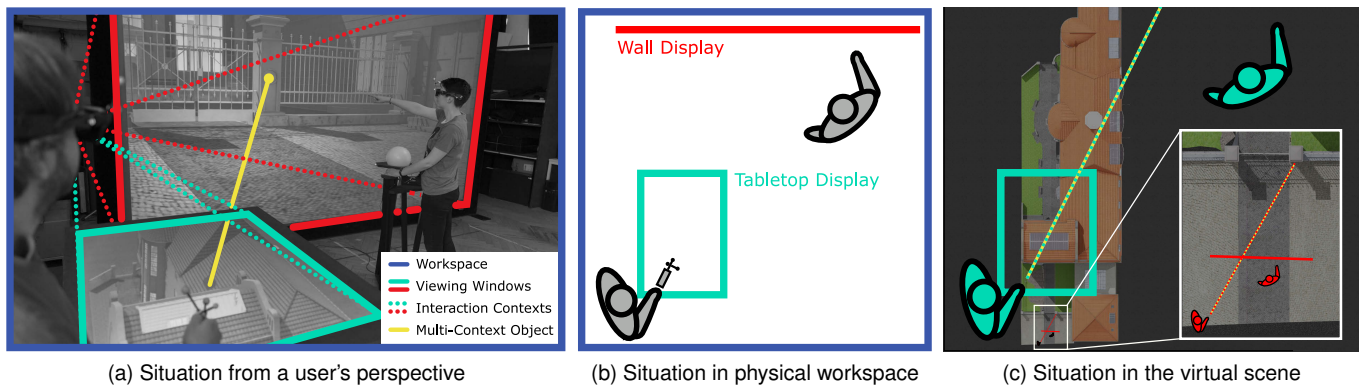 Workspace
Viewing Windows
Interaction Contexts
Multi-Context Object
Wall Display
Tabletop Display
(a) Situation from a user's perspective
(b) Situation in physical workspace
(c) Situation in the virtual scene